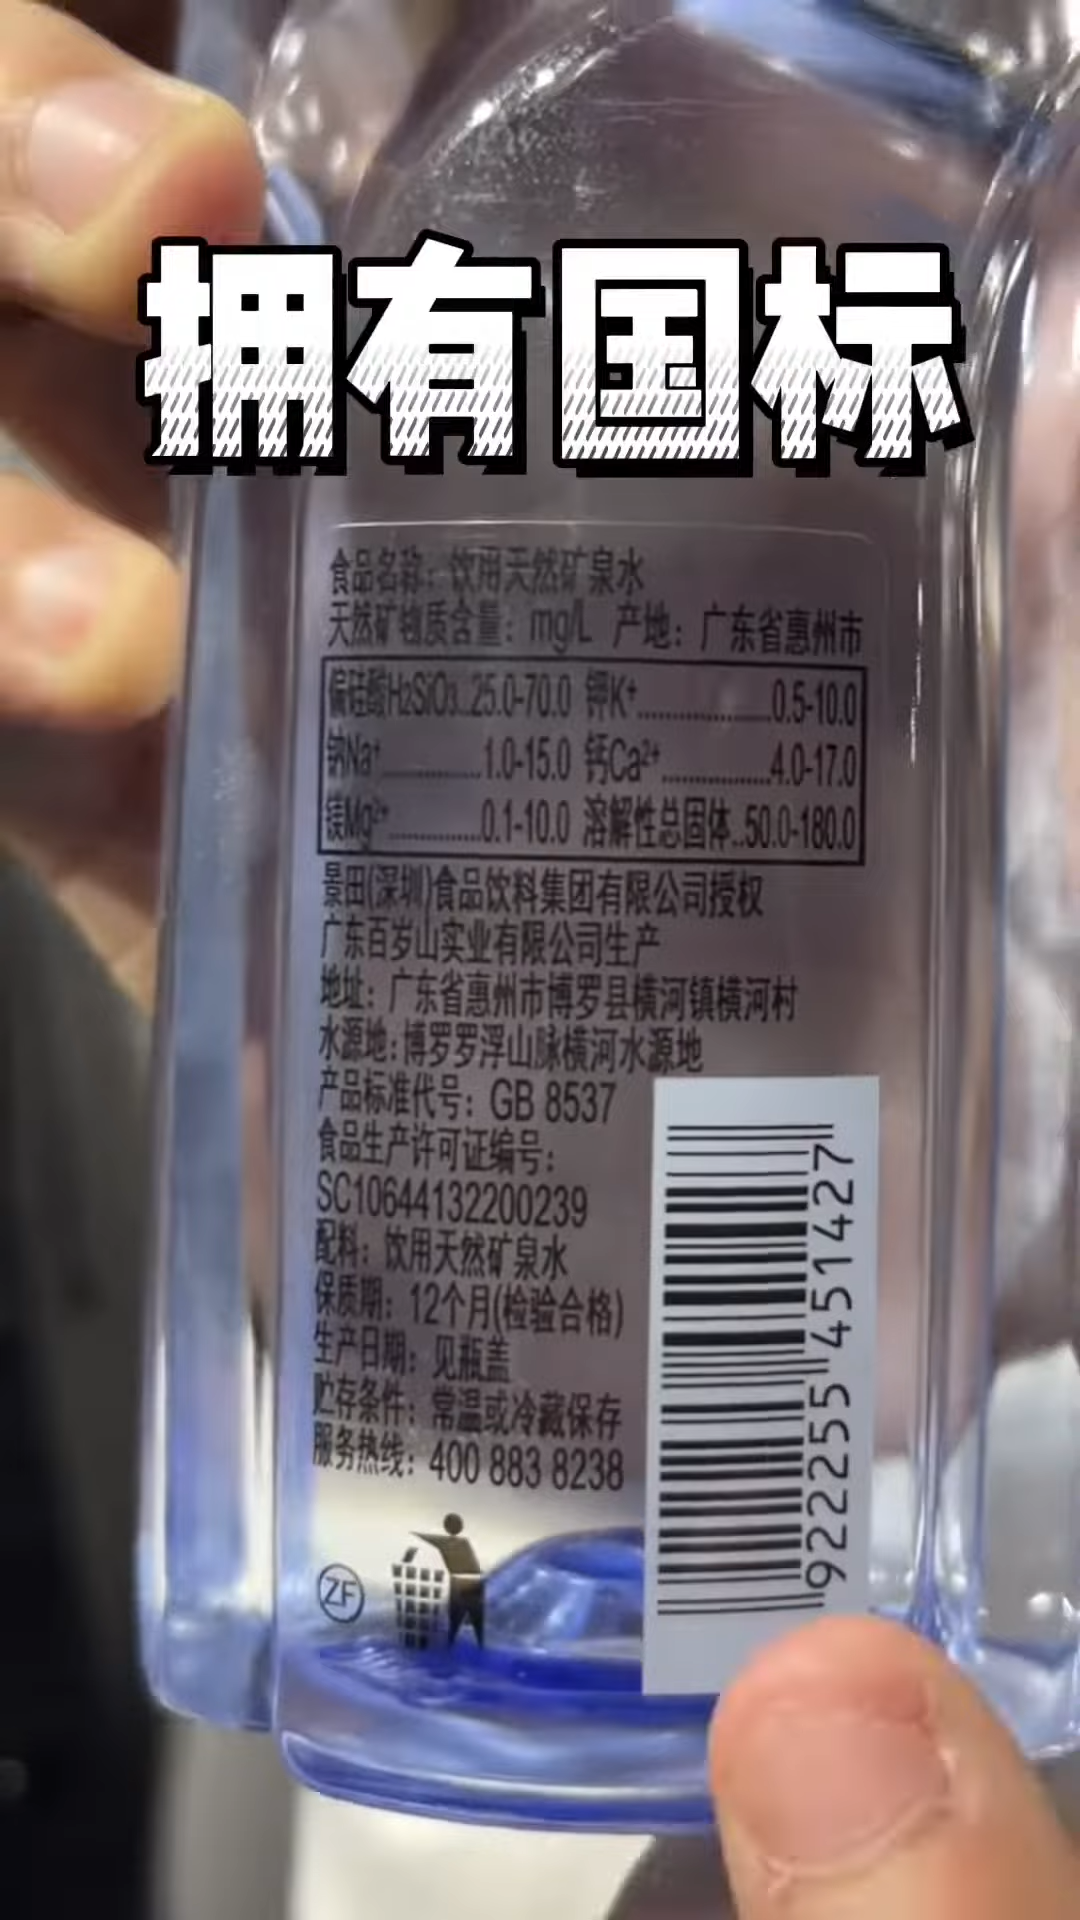 拥有国标
食品名称：饮用天然矿泉水
天然矿物质含量：mg/L 产地：广东省惠州市
偏硅酸H₂SiO₃..25.0-70.0 钾K⁺................0.5-10.0
钠Na⁺............1.0-15.0 钙Ca²⁺.............4.0-17.0
镁Mg²⁺...........0.1-10.0 溶解性总固体..50.0-180.0
景田(深圳)食品饮料集团有限公司授权
广东百岁山实业有限公司生产
地址：广东省惠州市博罗县横河镇横河村
水源地：博罗罗浮山脉横河水源地
产品标准代号：GB 8537
食品生产许可证编号：
SC10644132200239
配料：饮用天然矿泉水
保质期：12个月(检验合格)
生产日期：见瓶盖
贮存条件：常温或冷藏保存
服务热线：400 883 8238
ZF
922255 451427